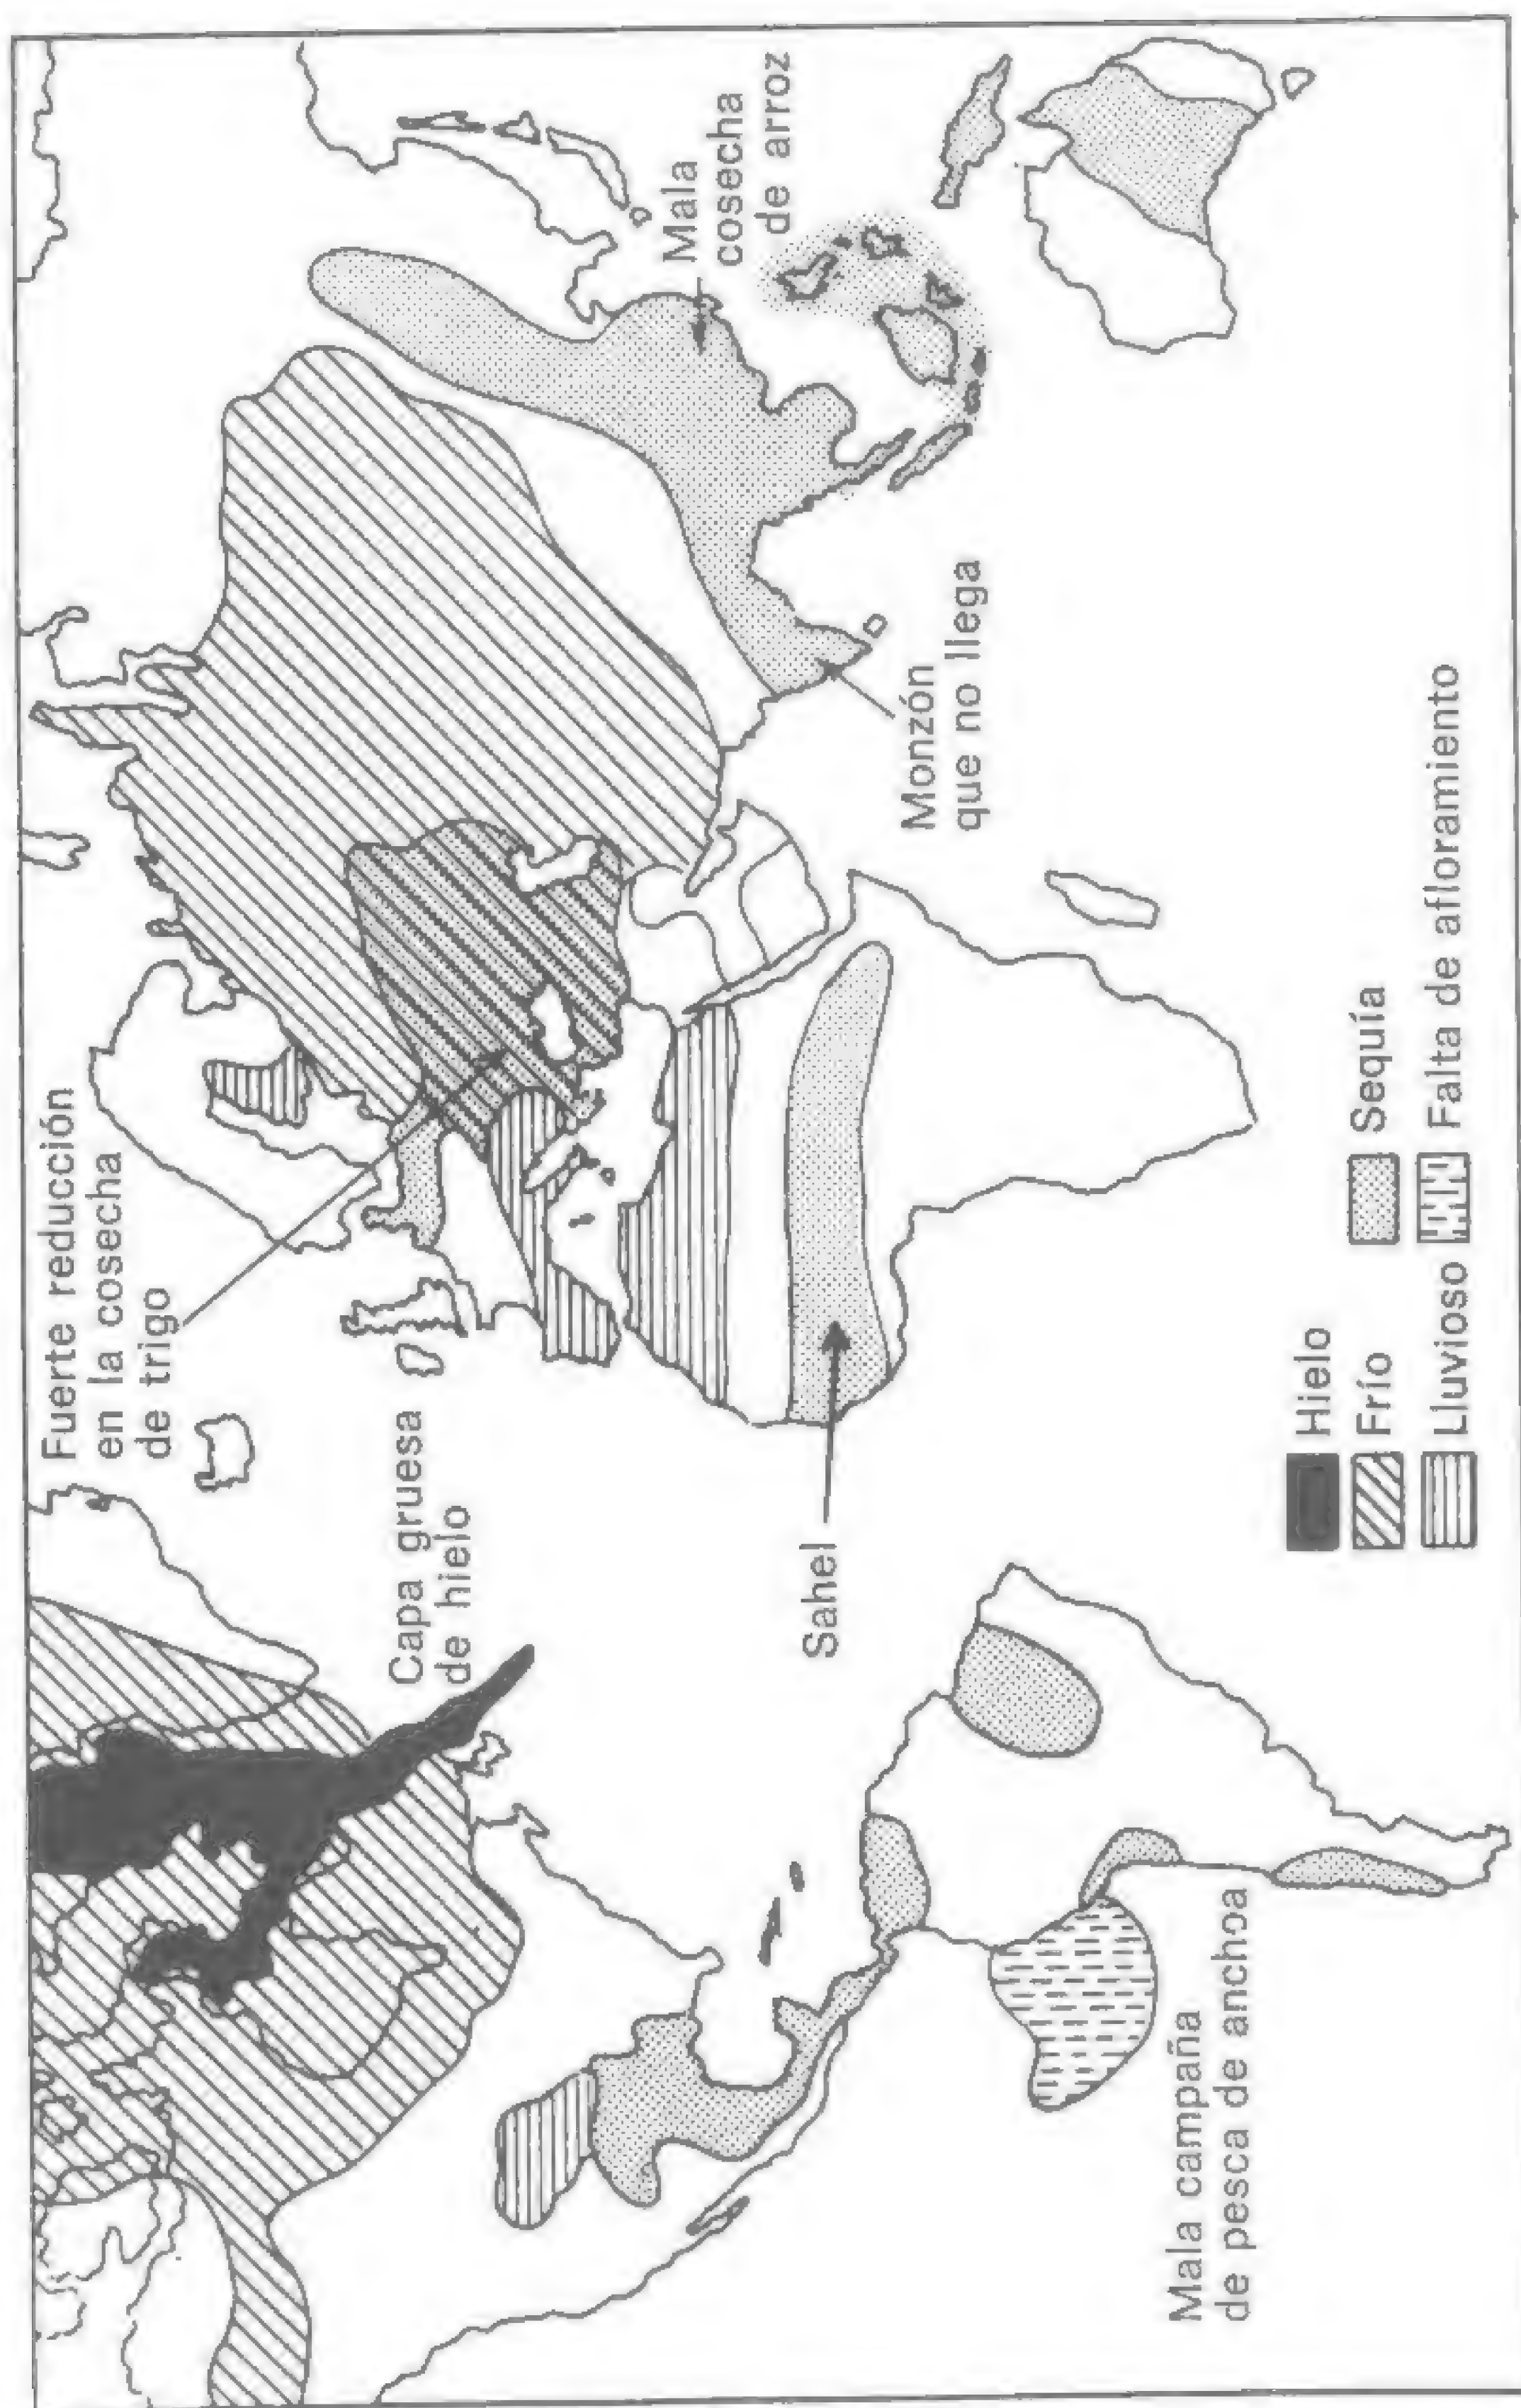 Fuerte reducción
en la cosecha
de trigo
Capa gruesa
de hielo
Mala
cosecha
de arroz
Monzón
que no llega
Sahel
Mala campaña
de pesca de anchoa
Hielo
Frío
Lluvioso
Sequía
Falta de afloramiento